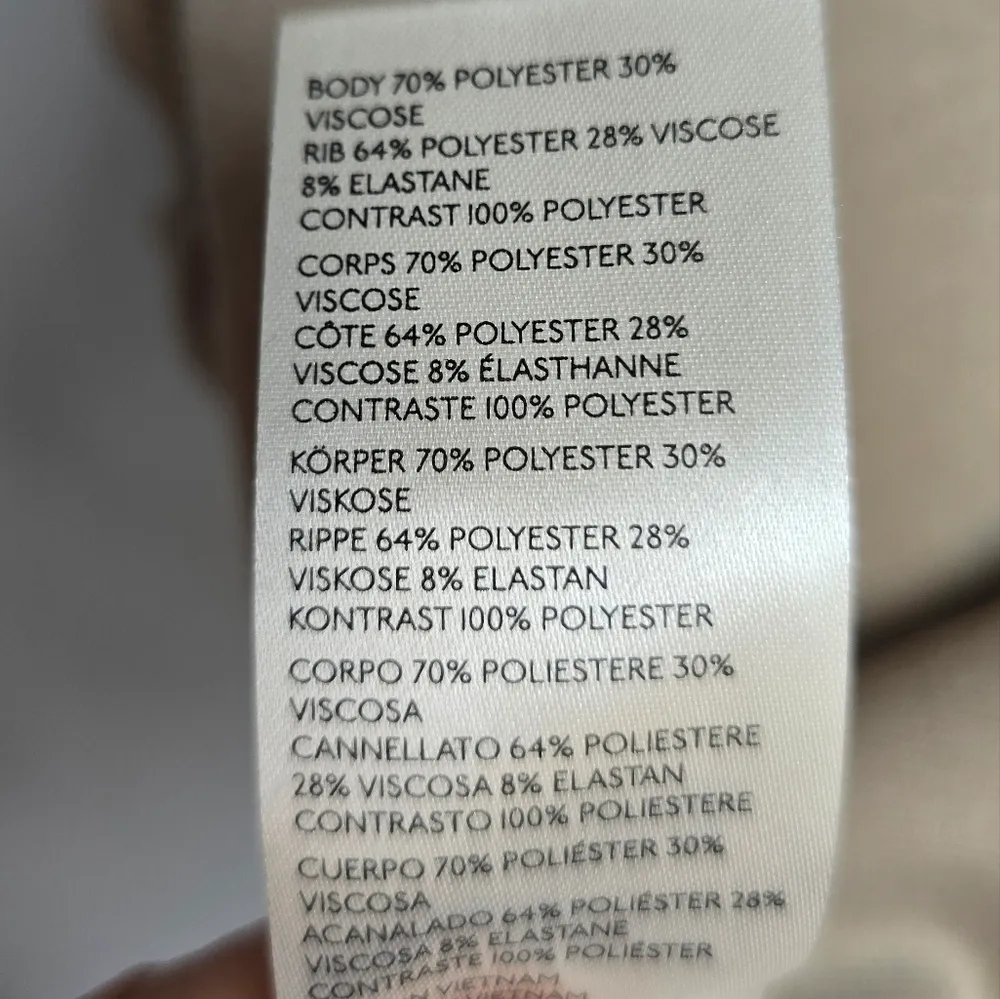 BODY 70% POLYESTER 30%
VISCOSE
RIB 64% POLYESTER 28% VISCOSE
8% ELASTANE
CONTRAST 100% POLYESTER
CORPS 70% POLYESTER 30%
VISCOSE
CÔTE 64% POLYESTER 28%
VISCOSE 8% ÉLASTHANNE
CONTRASTE 100% POLYESTER
KÖRPER 70% POLYESTER 30%
VISKOSE
RIPPE 64% POLYESTER 28%
VISKOSE 8% ELASTAN
KONTRAST 100% POLYESTER
CORPO 70% POLIESTERE 30%
VISCOSA
CANNELLATO 64% POLIESTERE
28% VISCOSA 8% ELASTAN
CONTRASTO 100% POLIESTERE
CUERPO 70% POLIÉSTER 30%
VISCOSA
ACANALADO 64% POLIÉSTER 28%
VISCOSA 8% ELASTANE
CONTRASTE 100% POLIÉSTER
VIETNAM
VIETNAM